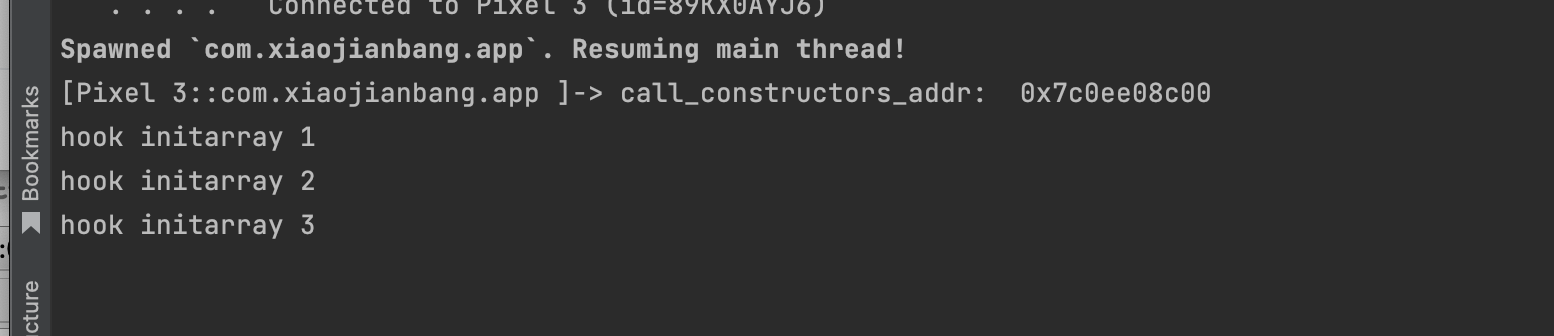 . . . .   Connected to Pixel 3 (id=89KX0AYJ6)
Spawned `com.xiaojianbang.app`. Resuming main thread!
[Pixel 3::com.xiaojianbang.app ]-> call_constructors_addr:  0x7c0ee08c00
hook initarray 1
hook initarray 2
hook initarray 3
Bookmarks
cture